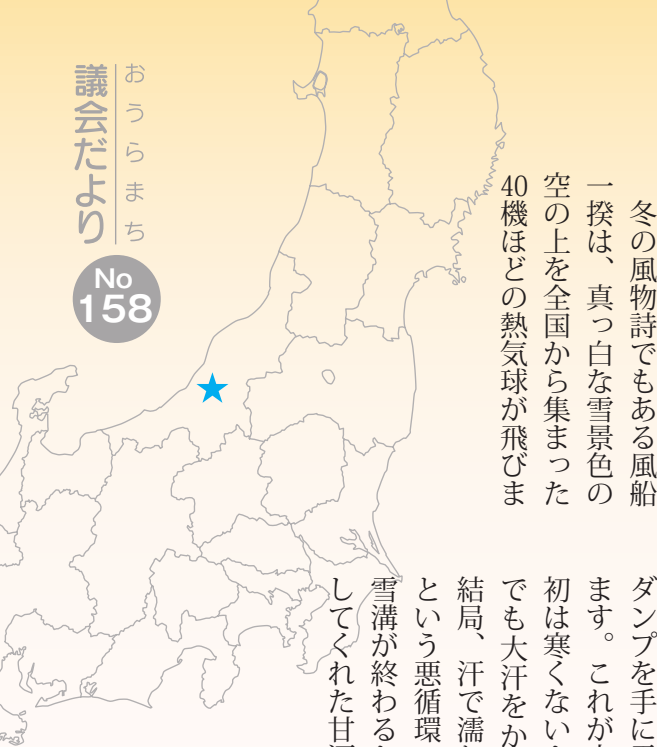 おうらまち
議会だより
No
158
冬の風物詩でもある風船
一揆は、真っ白な雪景色の
空の上を全国から集まった
40機ほどの熱気球が飛びま
ダンプを手に
ます。これが
初は寒くない
でも大汗をか
結局、汗で濡
という悪循環
雪溝が終わる
してくれた甘酒